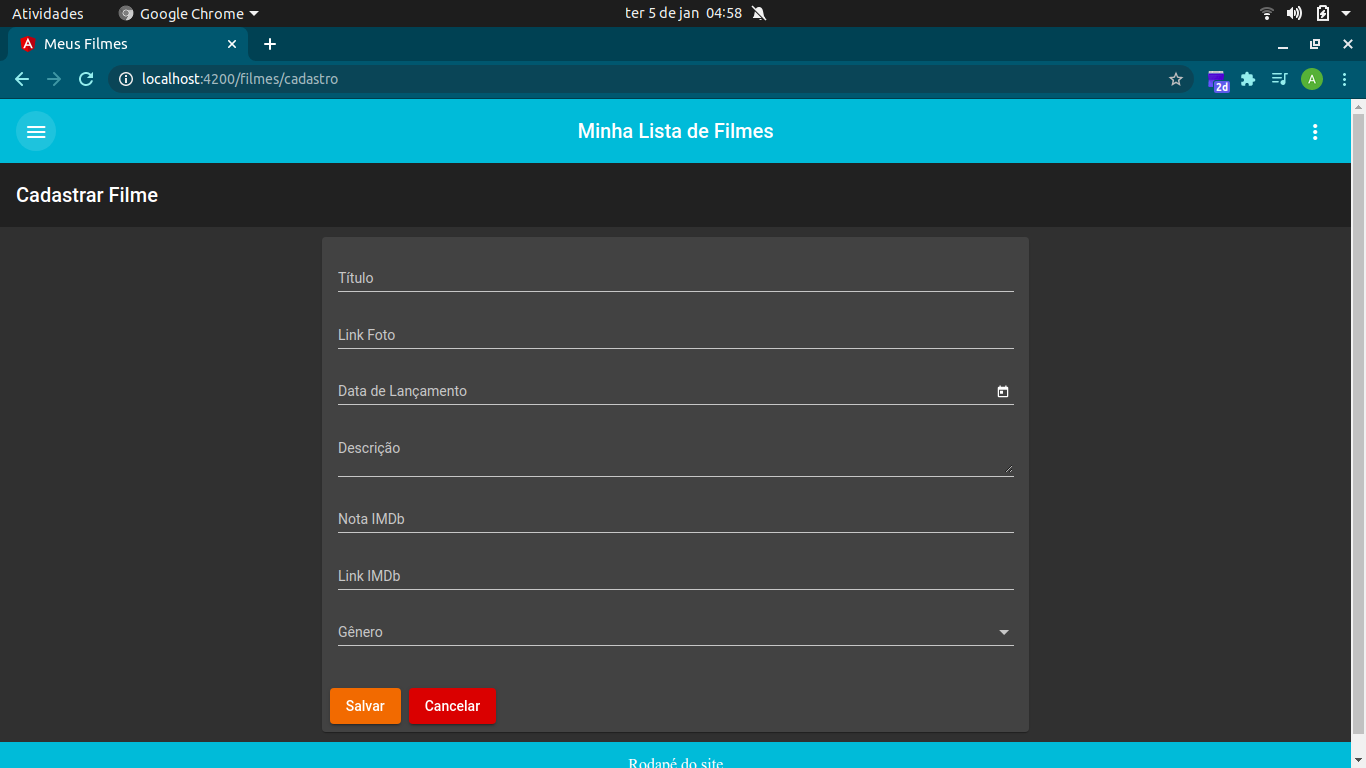 Atividades Google Chrome ter 5 de jan 04:58
Meus Filmes
localhost:4200/filmes/cadastro 2d A
Minha Lista de Filmes
Cadastrar Filme
Título
Link Foto
Data de Lançamento
Descrição
Nota IMDb
Link IMDb
Gênero
Salvar Cancelar
Rodapé do site